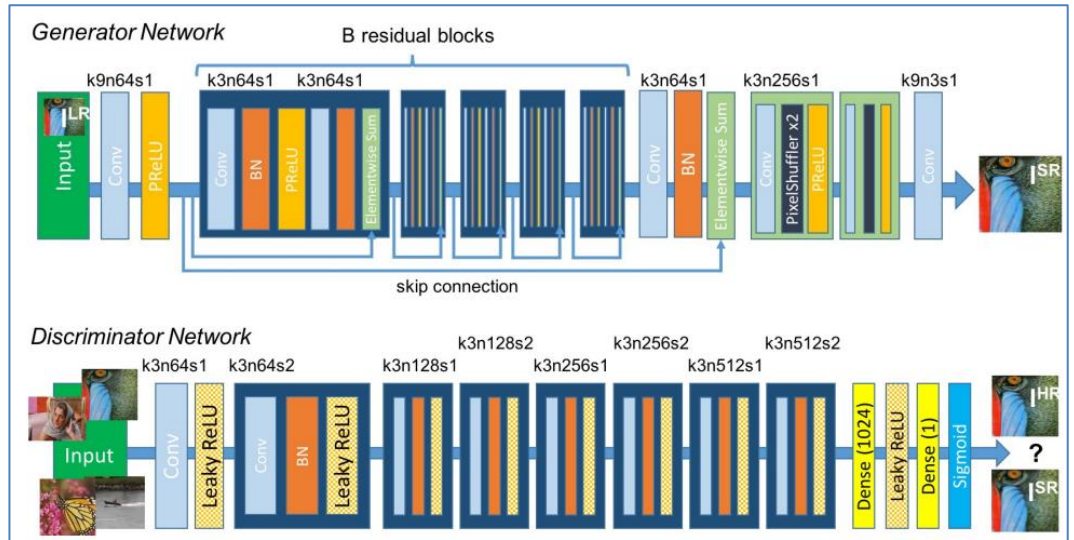 Generator Network
B residual blocks
k9n64s1
k3n64s1
k3n64s1
k3n64s1
k3n256s1
k9n3s1
Input
I^LR
Conv
PReLU
Conv
BN
PReLU
Elementwise Sum
Conv
BN
Elementwise Sum
Conv
PixelShuffler x2
PReLU
Conv
I^SR
skip connection
Discriminator Network
k3n64s1
k3n64s2
k3n128s1
k3n128s2
k3n256s1
k3n256s2
k3n512s1
k3n512s2
Input
Conv
Leaky ReLU
Conv
BN
Leaky ReLU
Dense (1024)
Leaky ReLU
Dense (1)
Sigmoid
I^HR
?
I^SR